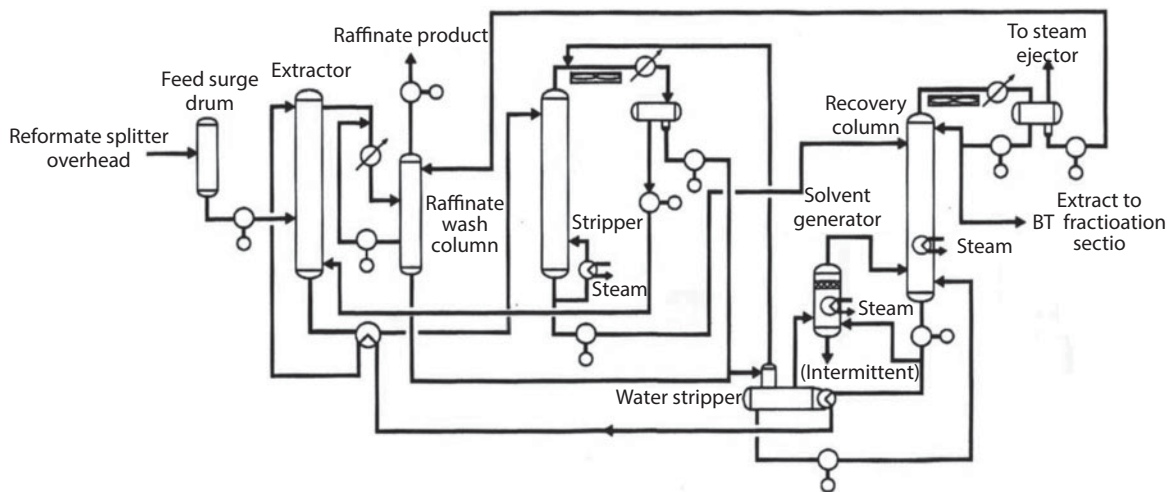 Raffinate product
To steam
ejector
Extractor
Feed surge
drum
Recovery
column
Reformate splitter
overhead
Solvent
generator
Raffinate
wash
column
Stripper
Extract to
BT fractioation
sectio
Steam
Steam
Steam
(Intermittent)
Water stripper